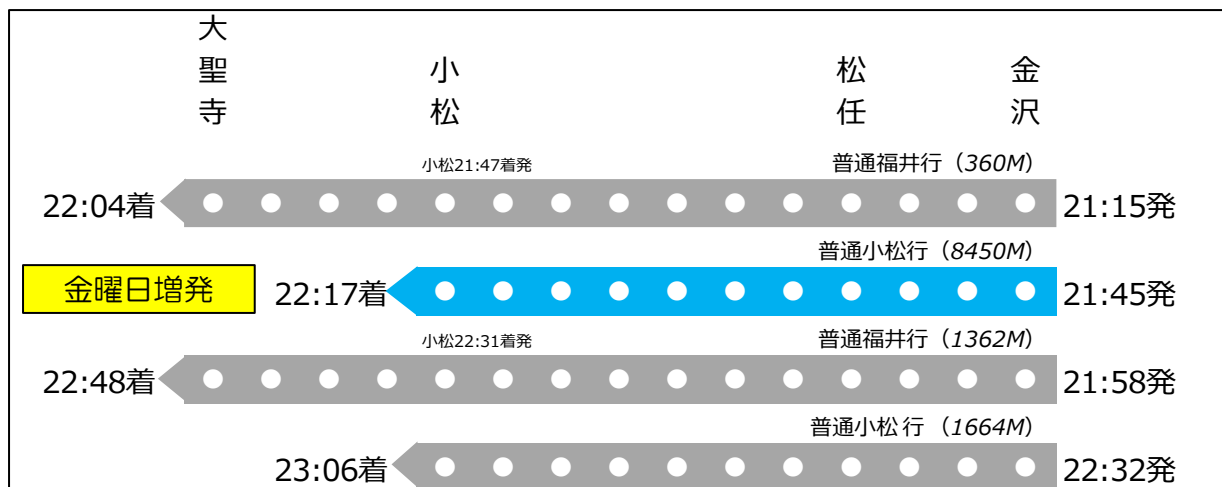 大聖寺
小松
松任
金沢
小松21:47着発
普通福井行（360M）
22:04着
21:15発
普通小松行（8450M）
金曜日増発
22:17着
21:45発
小松22:31着発
普通福井行（1362M）
22:48着
21:58発
普通小松行（1664M）
23:06着
22:32発